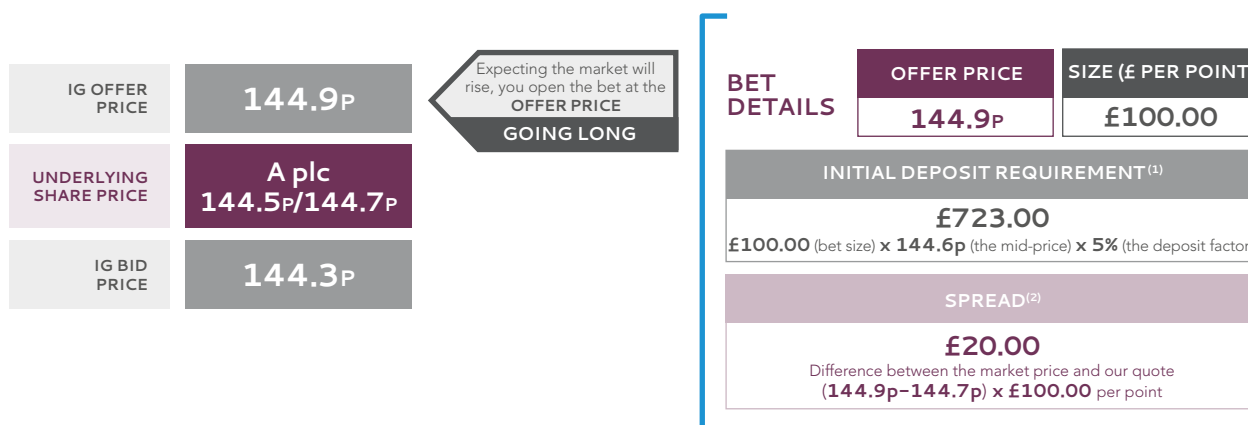 IG OFFER
PRICE
144.9P
Expecting the market will
rise, you open the bet at the
OFFER PRICE
GOING LONG
UNDERLYING
SHARE PRICE
A plc
144.5P/144.7P
IG BID
PRICE
144.3P
BET
DETAILS
OFFER PRICE
144.9P
SIZE (£ PER POINT
£100.00
INITIAL DEPOSIT REQUIREMENT(1)
£723.00
£100.00 (bet size) x 144.6p (the mid-price) x 5% (the deposit factor
SPREAD(2)
£20.00
Difference between the market price and our quote
(144.9p–144.7p) x £100.00 per point